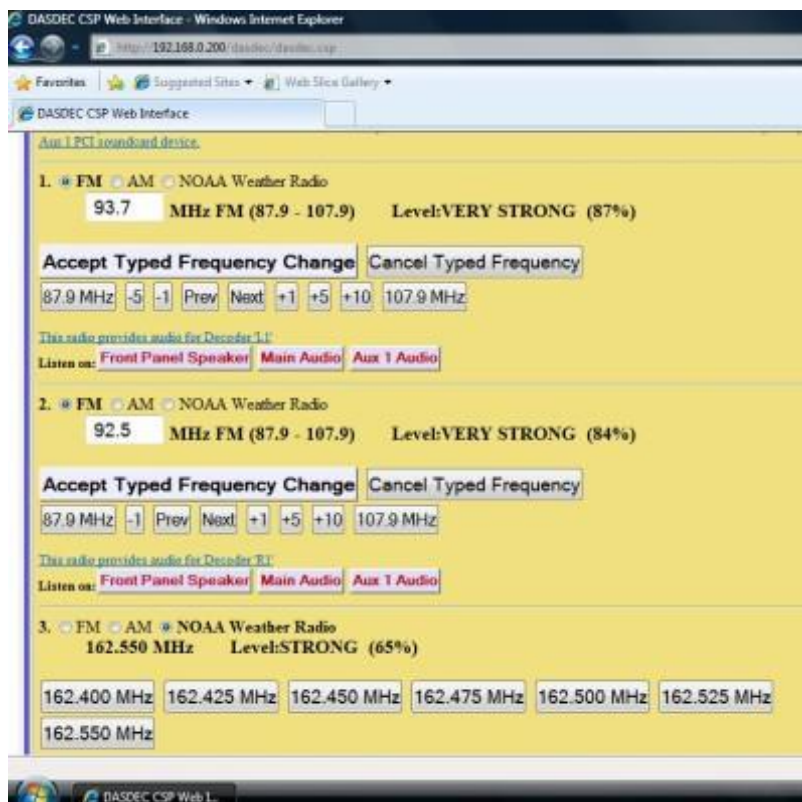 DASDEC CSP Web Interface - Windows Internet Explorer
http://192.168.0.200/dasdec/dasdec.csp
Favorites Suggested Sites Web Slice Gallery
DASDEC CSP Web Interface
Aux 1 PCI soundcard device.
1. FM AM NOAA Weather Radio
93.7 MHz FM (87.9 - 107.9) Level:VERY STRONG (87%)
Accept Typed Frequency Change Cancel Typed Frequency
87.9 MHz -5 -1 Prev Next +1 +5 +10 107.9 MHz
This radio provides audio for Decoder 'L1'
Listen on: Front Panel Speaker Main Audio Aux 1 Audio
2. FM AM NOAA Weather Radio
92.5 MHz FM (87.9 - 107.9) Level:VERY STRONG (84%)
Accept Typed Frequency Change Cancel Typed Frequency
87.9 MHz -1 Prev Next +1 +5 +10 107.9 MHz
This radio provides audio for Decoder 'R1'
Listen on: Front Panel Speaker Main Audio Aux 1 Audio
3. FM AM NOAA Weather Radio
162.550 MHz Level:STRONG (65%)
162.400 MHz 162.425 MHz 162.450 MHz 162.475 MHz 162.500 MHz 162.525 MHz
162.550 MHz
DASDEC CSP Web I...